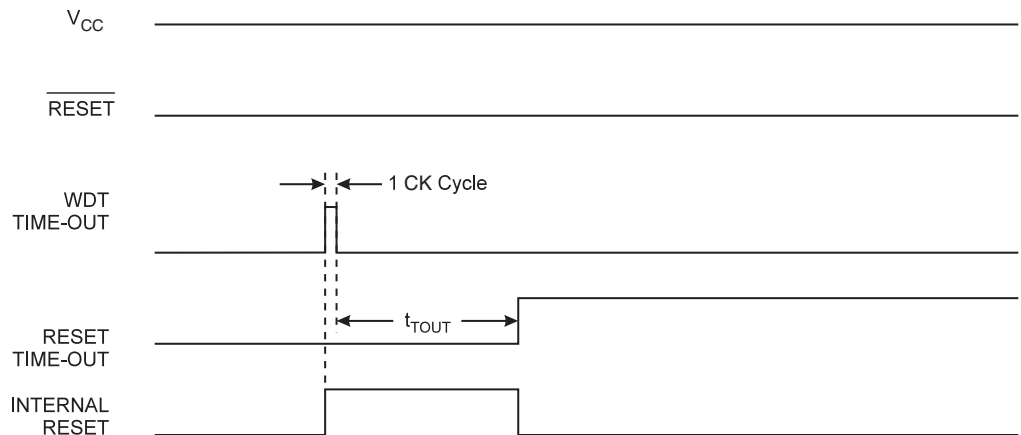 VCC
RESET
1 CK Cycle
WDT
TIME-OUT
tTOUT
RESET
TIME-OUT
INTERNAL
RESET